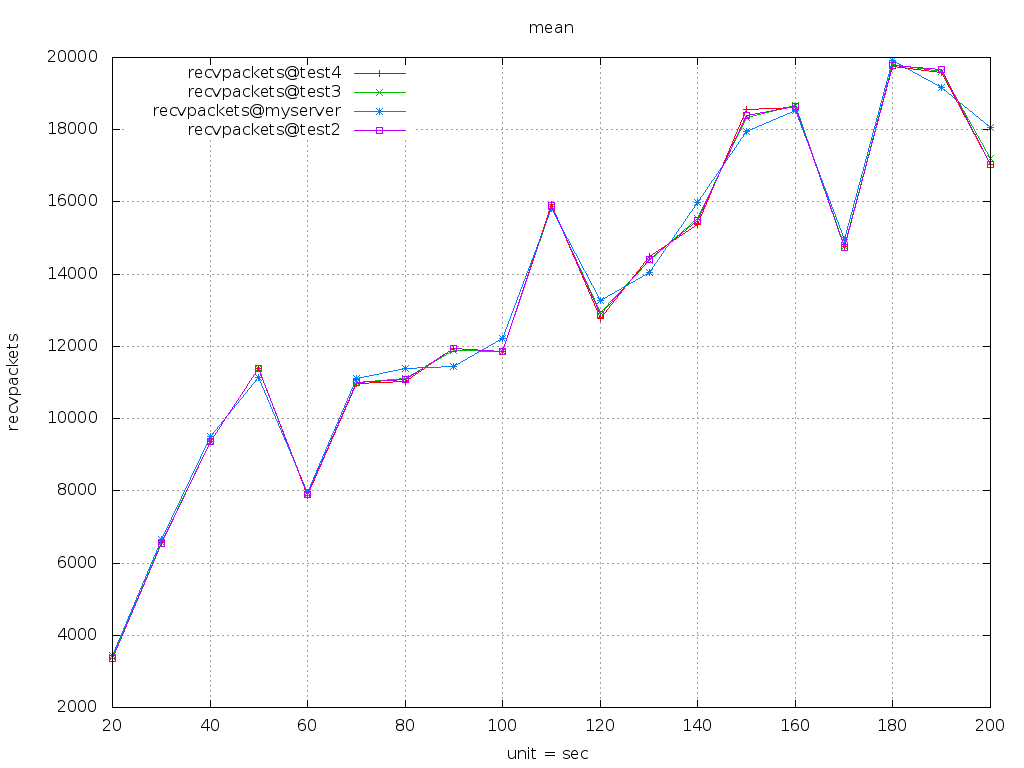 mean
20000
18000
16000
14000
12000
10000
8000
6000
4000
2000
recvpackets
recvpackets@test4
recvpackets@test3
recvpackets@myserver
recvpackets@test2
20 40 60 80 100 120 140 160 180 200
unit = sec